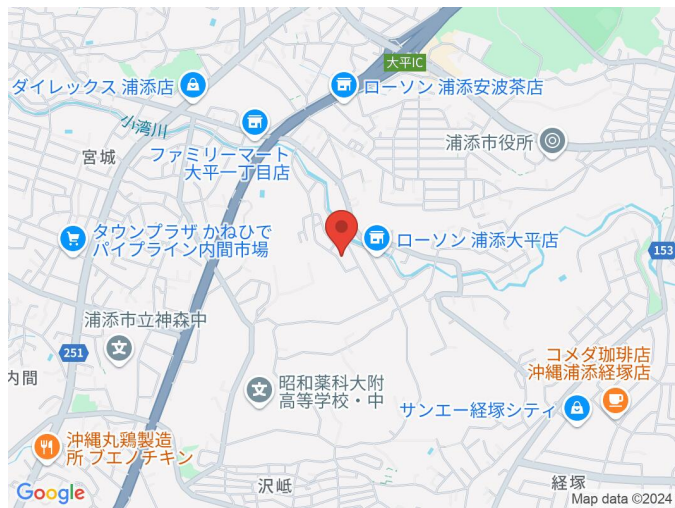 大平IC
ダイレックス 浦添店
ローソン 浦添安波茶店
小湾川
浦添市役所
宮城
ファミリーマート
大平一丁目店
タウンプラザ かねひで
パイプライン内間市場
ローソン 浦添大平店
153
浦添市立神森中
251
内間
昭和薬科大附
高等学校・中
コメダ珈琲店
沖縄浦添経塚店
サンエー経塚シティ
沖縄丸鶏製造
所 ブエノチキン
沢岻
経塚
Google
Map data ©2024